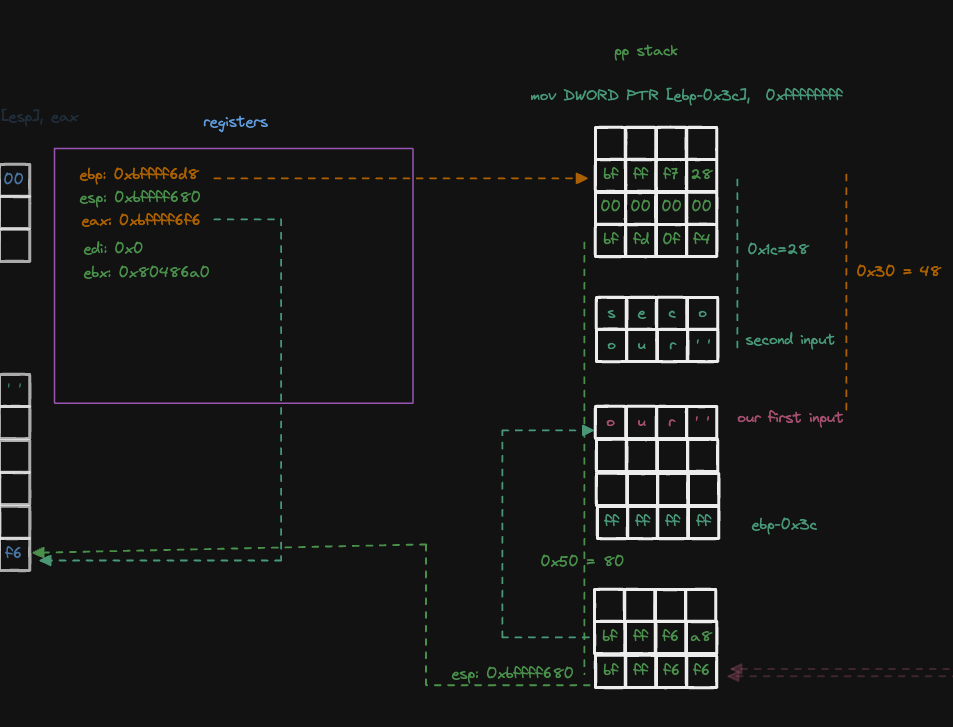 pp stack
mov DWORD PTR [ebp-0x3c], 0xffffffff
[esp], eax
registers
00
ebp: 0xbffff6d8
esp: 0xbffff680
eax: 0xbffff6f6
edi: 0x0
ebx: 0x80486a0
bf ff f7 28
00 00 00 00
bf fd 0f f4
0x1c=28
0x30 = 48
s e c o
o u r ' '
second input
' '
o u r ' '
our first input
ff ff ff ff
ebp-0x3c
f6
0x50 = 80
bf ff f6 a8
esp: 0xbffff680
bf ff f6 f6